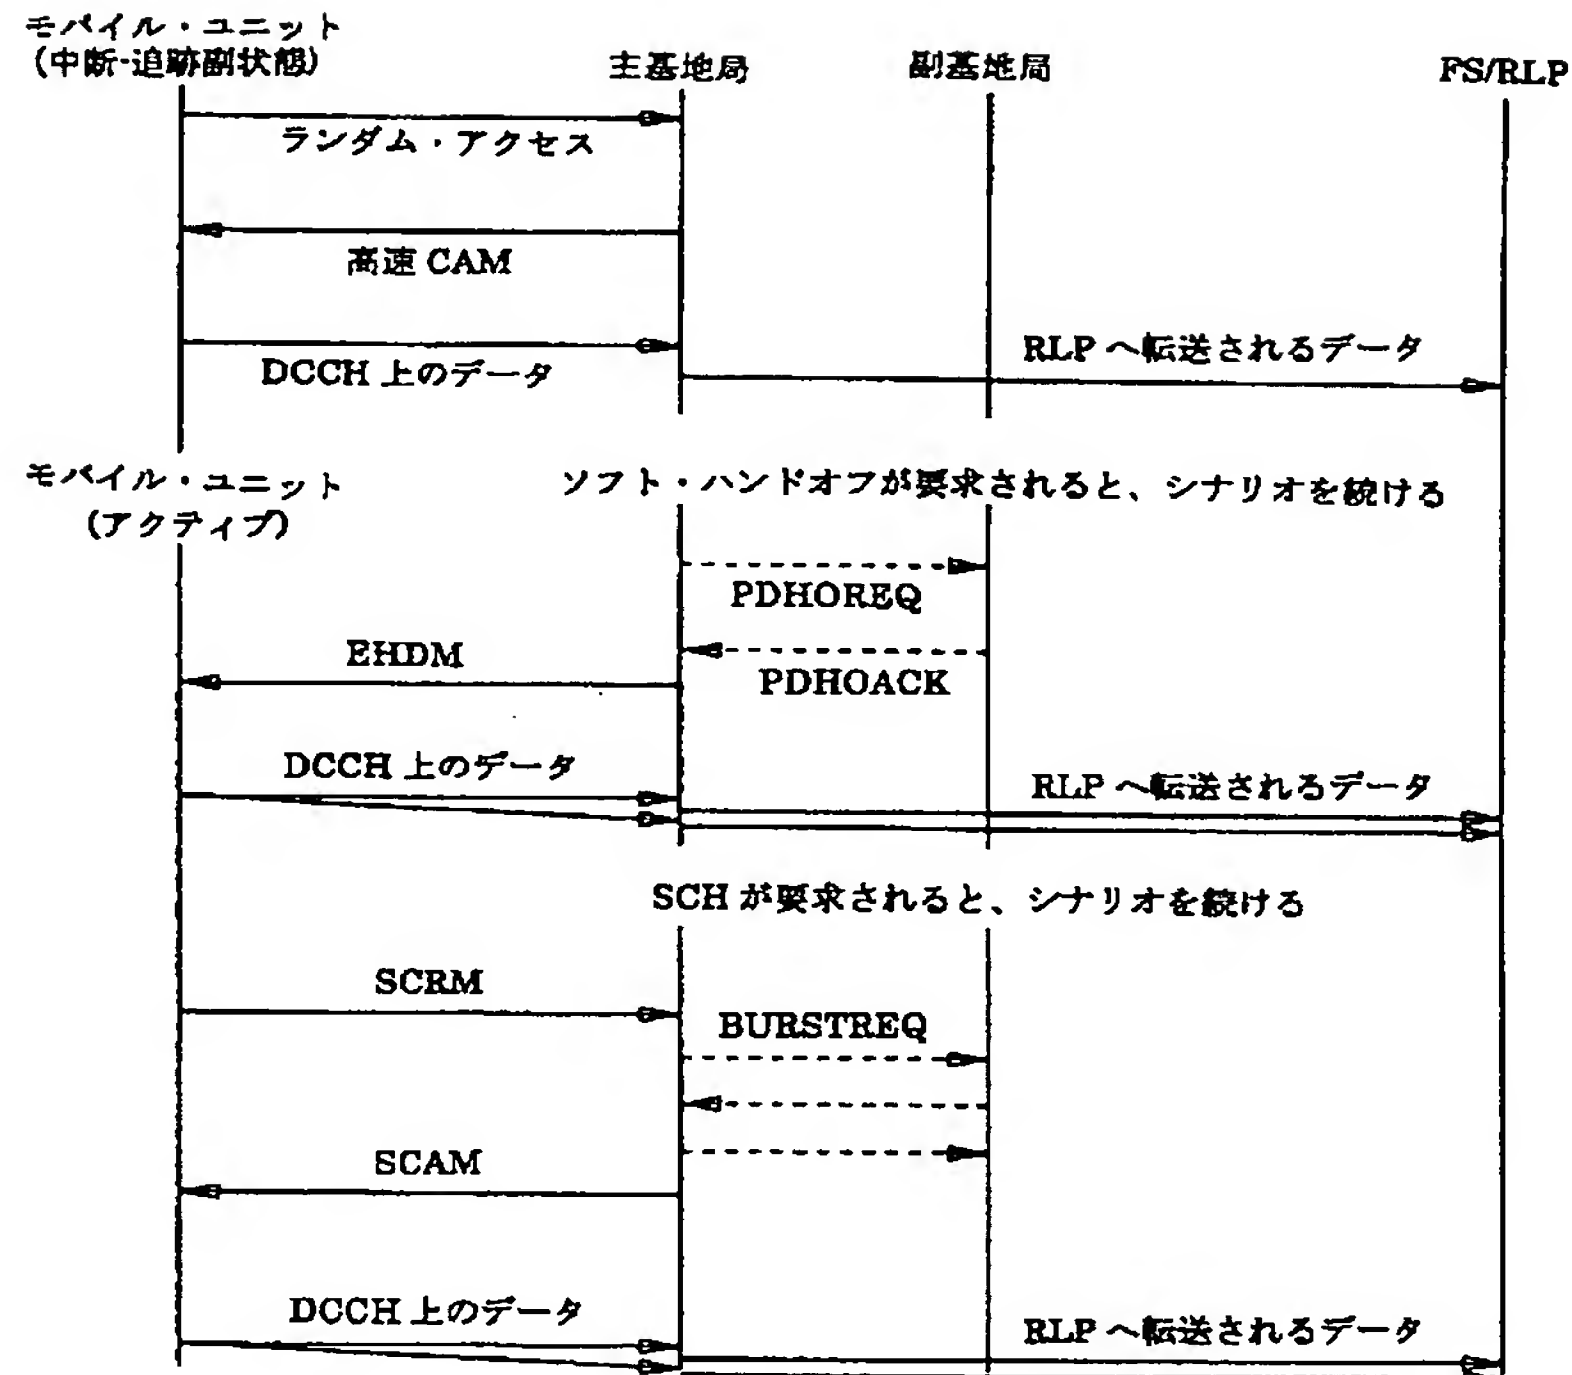 モバイル・ユニット
(中断-追跡副状態)
主基地局
副基地局
FS/RLP
ランダム・アクセス
高速 CAM
DCCH 上のデータ
RLP へ転送されるデータ
モバイル・ユニット
(アクティブ)
ソフト・ハンドオフが要求されると、シナリオを続ける
PDHOREQ
EHDM
PDHOACK
DCCH 上のデータ
RLP へ転送されるデータ
SCH が要求されると、シナリオを続ける
SCRM
BURSTREQ
SCAM
DCCH 上のデータ
RLP へ転送されるデータ